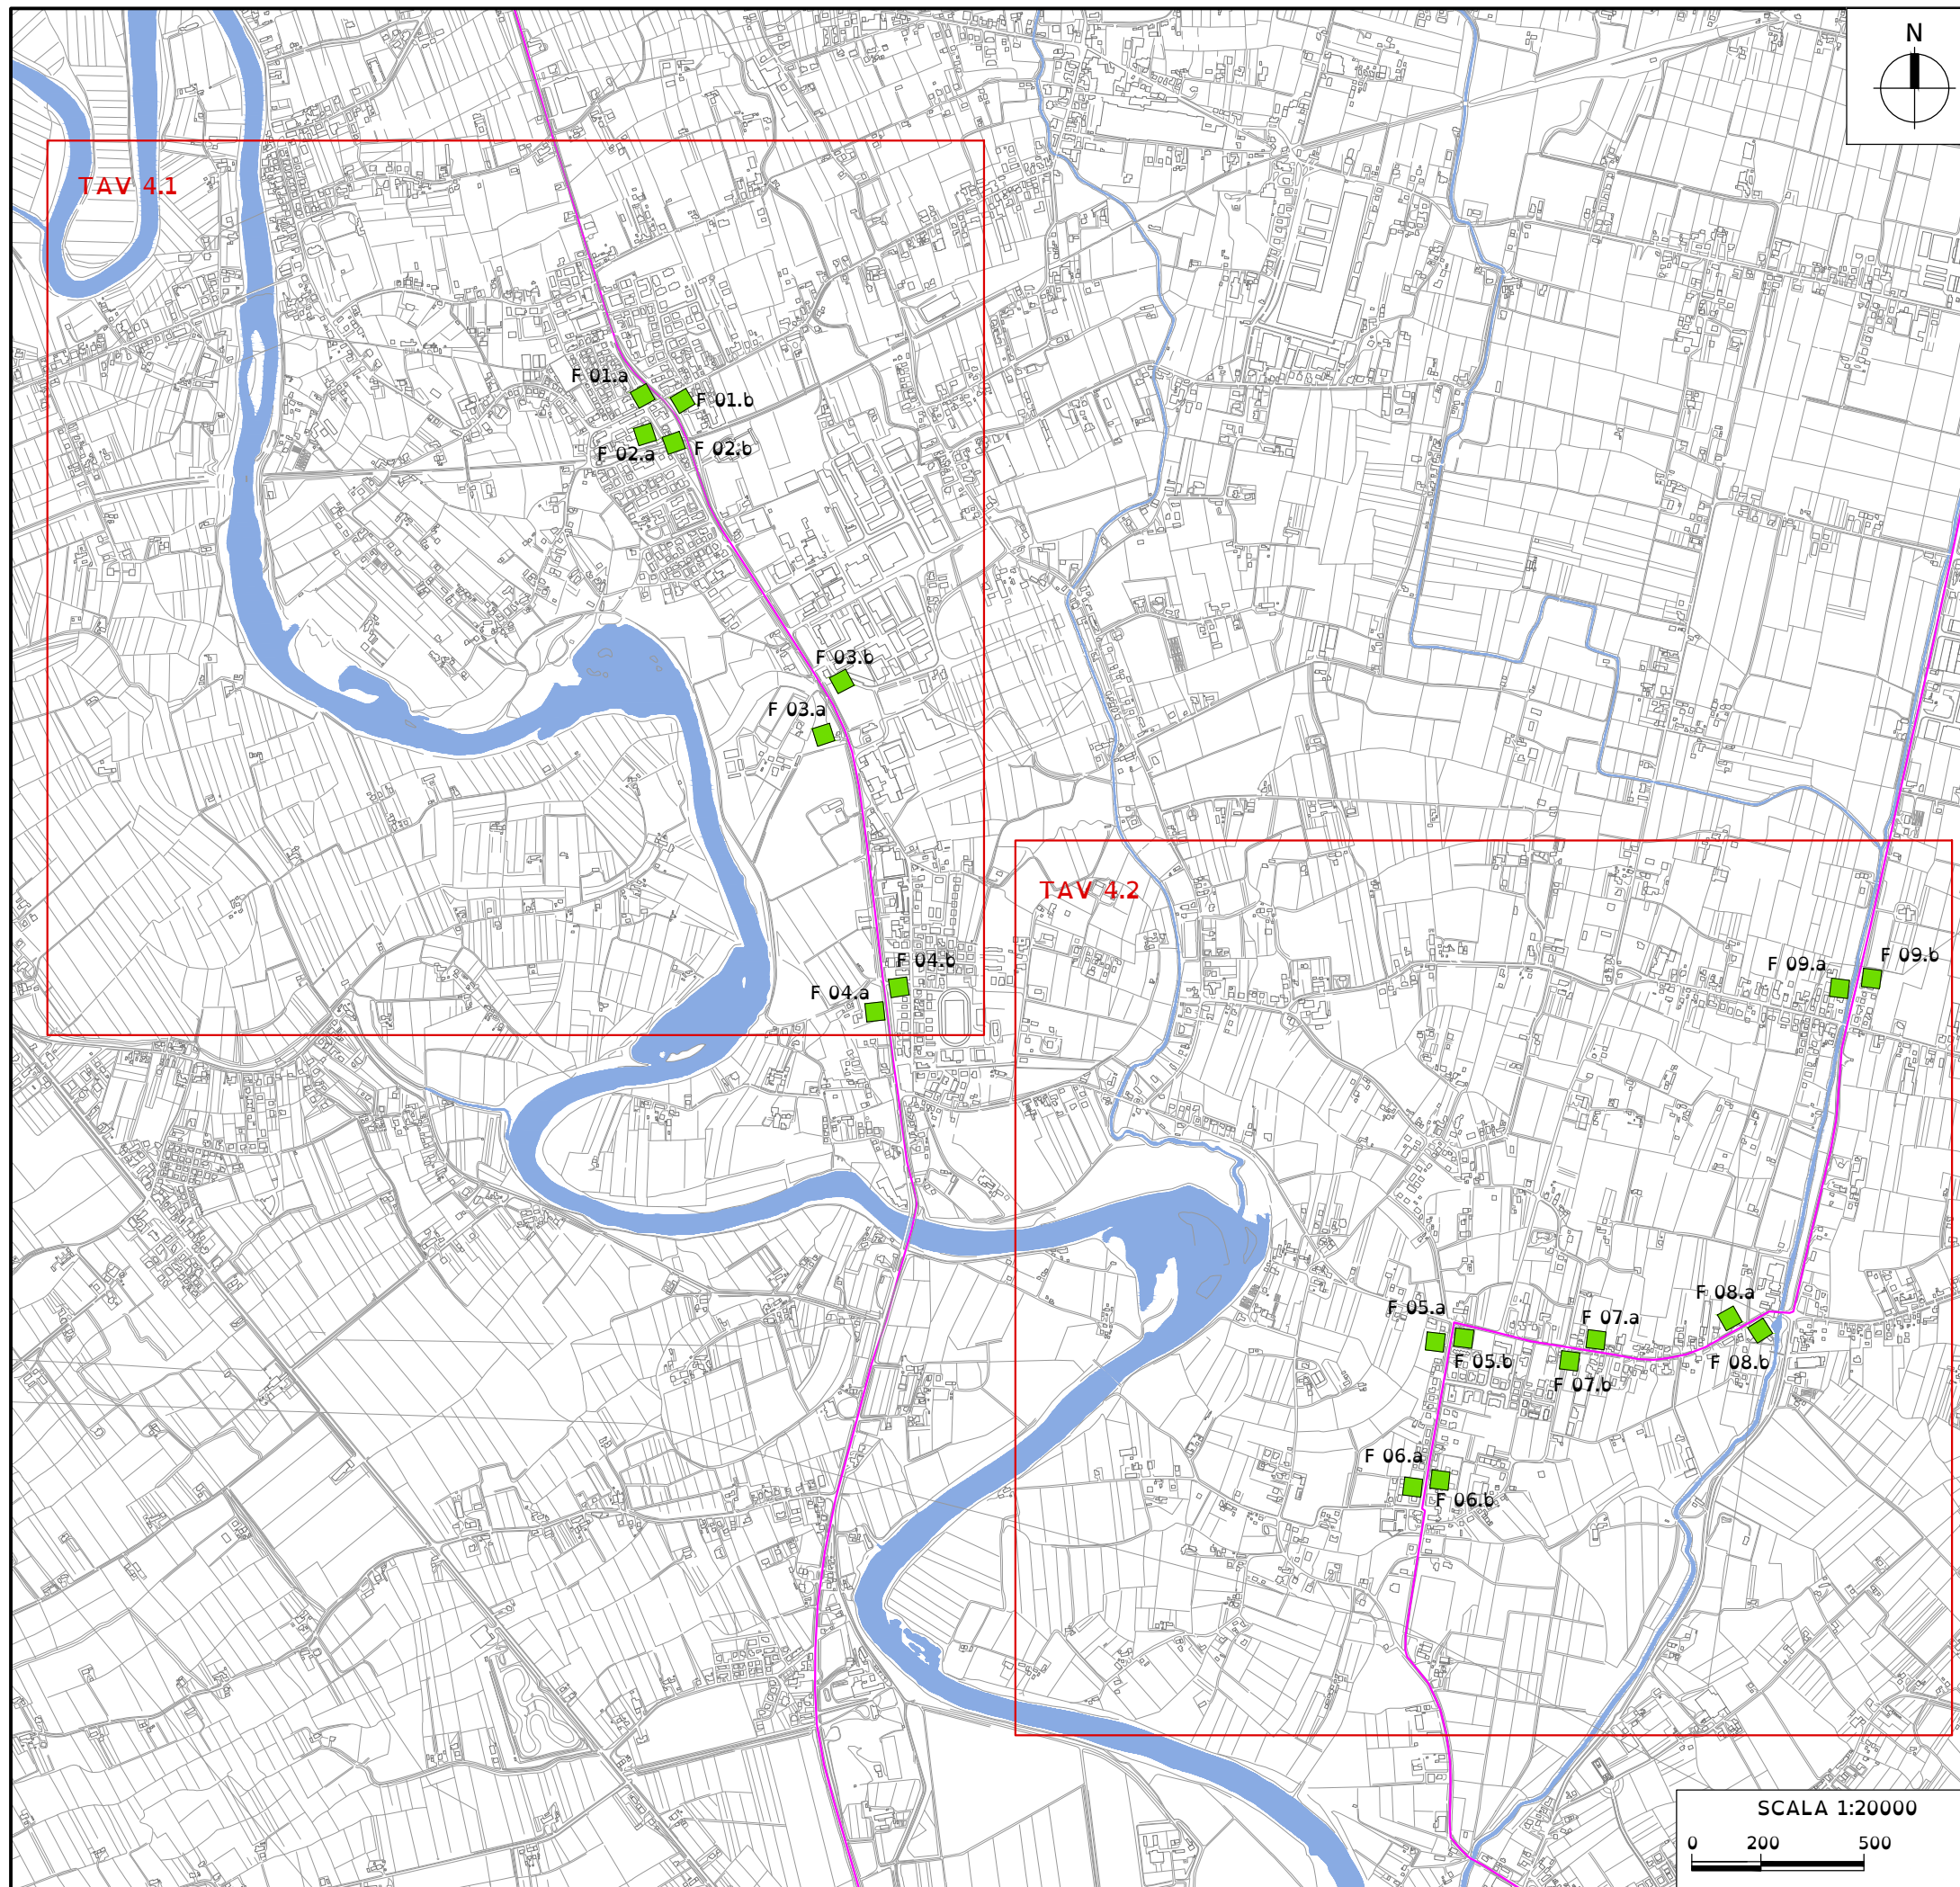 N
TAV 4.1
F 01.a
F 01.b
F 02.a
F 02.b
F 03.b
F 03.a
TAV 4.2
F 04.b
F 04.a
F 09.a
F 09.b
F 08.a
F 05.a
F 07.a
F 05.b
F 08.b
F 07.b
F 06.a
F 06.b
SCALA 1:20000
0 200 500